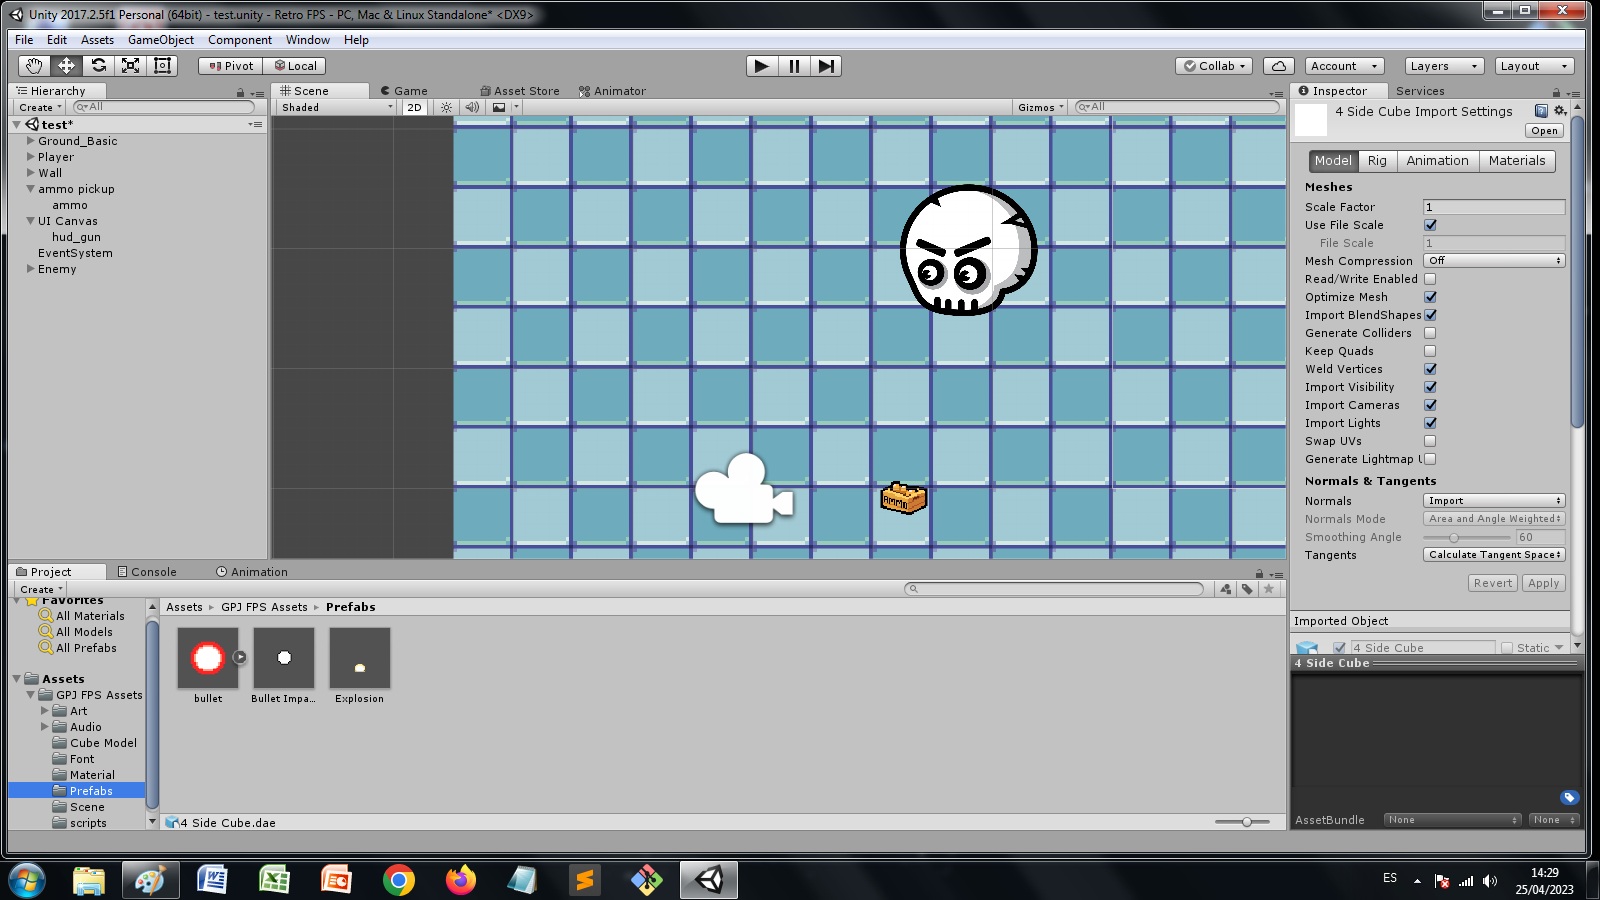 Unity 2017.2.5f1 Personal (64bit) - test.unity - Retro FPS - PC, Mac & Linux Standalone* <DX9>
File Edit Assets GameObject Component Window Help
Pivot Local Collab Account Layers Layout
Hierarchy
Create All
test*
Ground_Basic
Player
Wall
ammo pickup
ammo
UI Canvas
hud_gun
EventSystem
Enemy
Scene Game Asset Store Animator
Shaded 2D Gizmos All
AMMO
Inspector Services
4 Side Cube Import Settings
Open
Model Rig Animation Materials
Meshes
Scale Factor 1
Use File Scale
File Scale 1
Mesh Compression Off
Read/Write Enabled
Optimize Mesh
Import BlendShapes
Generate Colliders
Keep Quads
Weld Vertices
Import Visibility
Import Cameras
Import Lights
Swap UVs
Generate Lightmap U
Normals & Tangents
Normals Import
Normals Mode Area and Angle Weighted
Smoothing Angle 60
Tangents Calculate Tangent Space
Revert Apply
Imported Object
4 Side Cube Static
4 Side Cube
AssetBundle None None
Project Console Animation
Create
Favorites
All Materials
All Models
All Prefabs
Assets
GPJ FPS Assets
Art
Audio
Cube Model
Font
Material
Prefabs
Scene
scripts
Assets GPJ FPS Assets Prefabs
bullet Bullet Impa... Explosion
4 Side Cube.dae
ES 14:29
25/04/2023